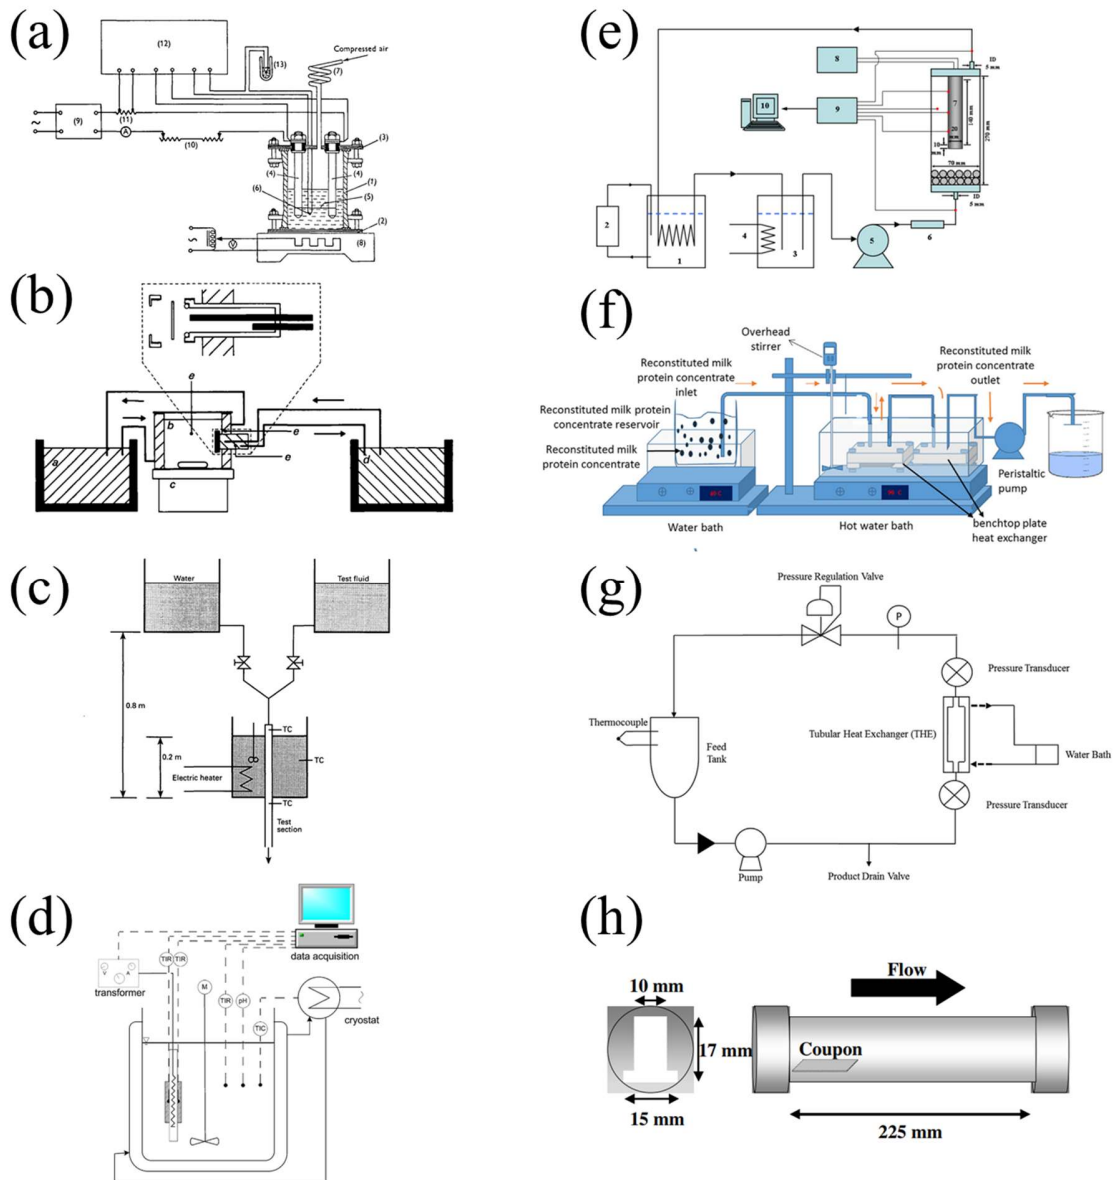 (a)
(12)
(13)
Compressed air
(7)
(9)
(11)
A
(10)
(3)
(4)
(4)
(1)
(6)
(5)
(2)
V
(8)
(b)
e
b
a
c
d
e
e
(c)
Water
Test fluid
0.8 m
TC
0.2 m
TC
Electric heater
TC
Test
section
(d)
data acquisition
TIR
TIR
V
A
transformer
M
TIR
pH
TIC
cryostat
(e)
8
ID
5 mm
10
9
7
140 mm
270 mm
20
mm
10
mm
70 mm
ID
5 mm
2
1
4
3
5
6
(f)
Overhead
stirrer
Reconstituted milk
protein concentrate
inlet
Reconstituted milk
protein concentrate
outlet
Reconstituted milk protein
concentrate reservoir
Reconstituted milk
protein concentrate
Peristaltic
pump
Water bath
Hot water bath
benchtop plate
heat exchanger
(g)
Pressure Regulation Valve
P
Pressure Transducer
Thermocouple
Feed
Tank
Tubular Heat Exchanger (THE)
Water Bath
Pressure Transducer
Pump
Product Drain Valve
(h)
Flow
10 mm
17 mm
Coupon
15 mm
225 mm